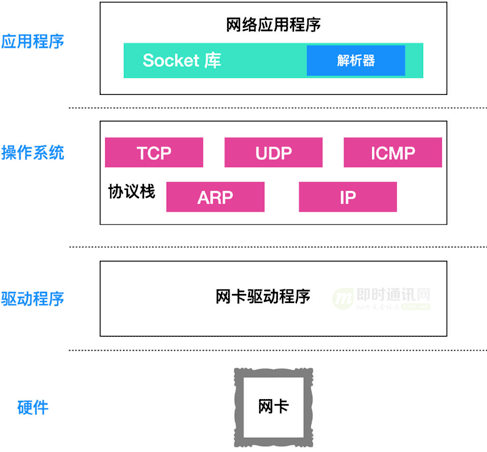 网络应用程序
应用程序
Socket 库
解析器
操作系统
TCP
UDP
ICMP
协议栈
ARP
IP
驱动程序
网卡驱动程序
即时通讯网
硬件
网卡